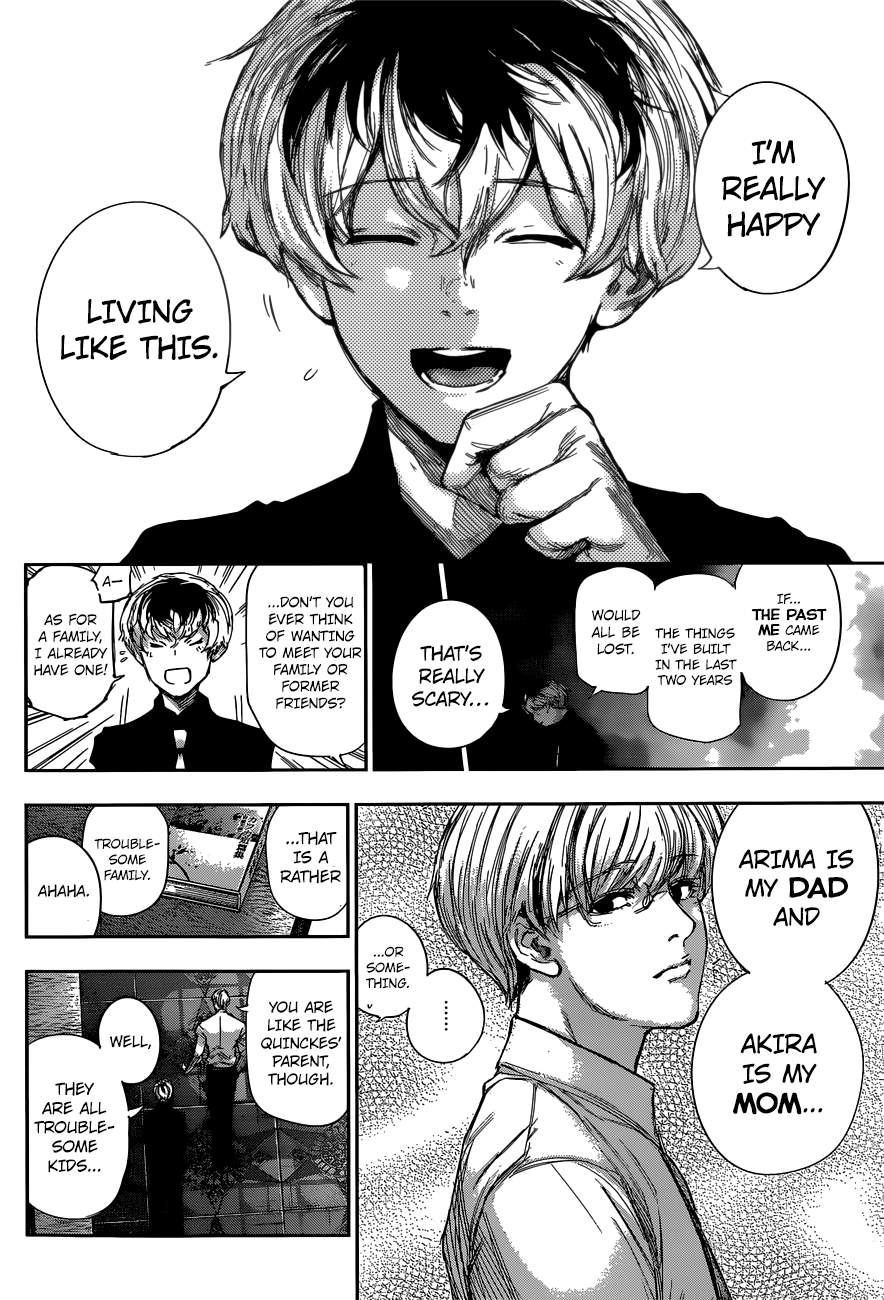 I'M
REALLY
HAPPY
LIVING
LIKE THIS.
IF...
THE PAST
ME CAME
BACK...
THE THINGS
I'VE BUILT
IN THE LAST
TWO YEARS
WOULD
ALL BE
LOST.
THAT'S
REALLY
SCARY...
...DON'T YOU
EVER THINK
OF WANTING
TO MEET YOUR
FAMILY OR
FORMER
FRIENDS?
A—
AS FOR
A FAMILY,
I ALREADY
HAVE ONE!
ARIMA IS
MY DAD
AND
AKIRA
IS MY
MOM...
...OR
SOME-
THING.
......
...THAT
IS A
RATHER
TROUBLE-
SOME
FAMILY.
AHAHA.
YOU ARE
LIKE THE
QUINCKES'
PARENT,
THOUGH.
WELL,
THEY
ARE ALL
TROUBLE-
SOME
KIDS...